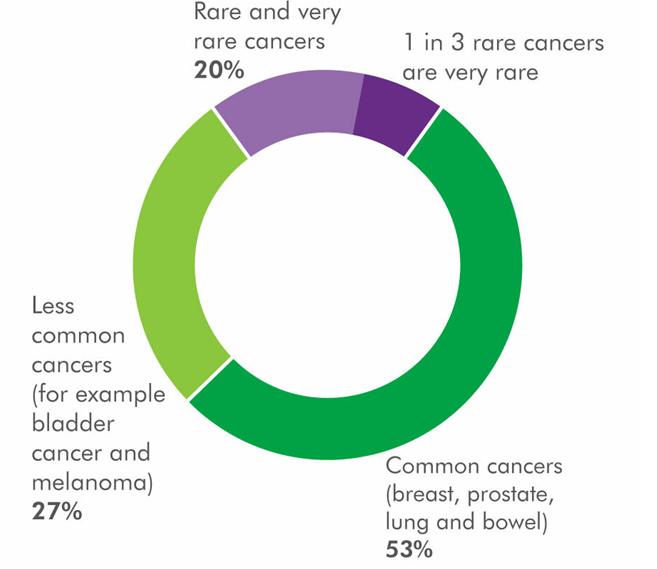 Rare and very
rare cancers
20%
1 in 3 rare cancers
are very rare
Less
common
cancers
(for example
bladder
cancer and
melanoma)
27%
Common cancers
(breast, prostate,
lung and bowel)
53%